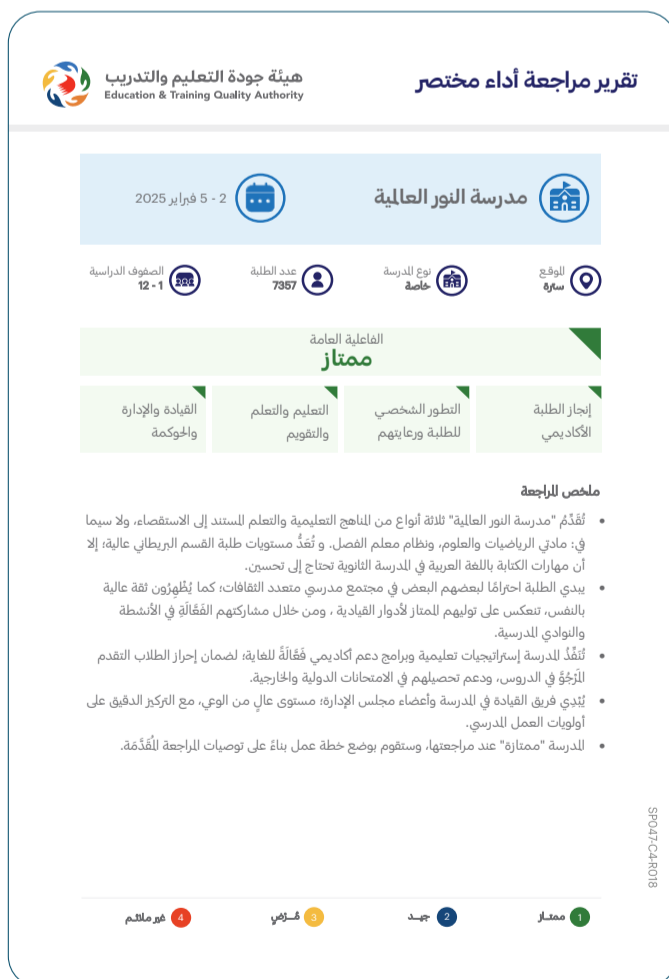 تقرير مراجعة أداء مختصر
هيئة جودة التعليم والتدريب
Education & Training Quality Authority
مدرسة النور العالمية
2 - 5 فبراير 2025
الموقع
سترة
نوع المدرسة
خاصة
عدد الطلبة
7357
الصفوف الدراسية
1 - 12
الفاعلية العامة
ممتاز
إنجاز الطلبة
الأكاديمي
التطور الشخصي
للطلبة ورعايتهم
التعليم والتعلم
والتقويم
القيادة والإدارة
والحوكمة
ملخص المراجعة
• تُقَدِّمُ "مدرسة النور العالمية" ثلاثة أنواع من المناهج التعليمية والتعلم المستند إلى الاستقصاء، ولا سيما
في: مادتي الرياضيات والعلوم، ونظام معلم الفصل. و تُعَدُّ مستويات طلبة القسم البريطاني عالية؛ إلا
أن مهارات الكتابة باللغة العربية في المدرسة الثانوية تحتاج إلى تحسين.
• يبدي الطلبة احترامًا لبعضهم البعض في مجتمع مدرسي متعدد الثقافات؛ كما يُظْهِرُون ثقة عالية
بالنفس، تنعكس على توليهم الممتاز لأدوار القيادية ، ومن خلال مشاركتهم الفَعَّالَةِ في الأنشطة
والنوادي المدرسية.
• تُنَفِّذُ المدرسة إستراتيجيات تعليمية وبرامج دعم أكاديمي فَعَّالَةً للغاية؛ لضمان إحراز الطلاب التقدم
المَرْجُوَّ في الدروس، ودعم تحصيلهم في الامتحانات الدولية والخارجية.
• يُبْدِي فريق القيادة في المدرسة وأعضاء مجلس الإدارة؛ مستوى عالٍ من الوعي، مع التركيز الدقيق على
أولويات العمل المدرسي.
• المدرسة "ممتازة" عند مراجعتها، وستقوم بوضع خطة عمل بناءً على توصيات المراجعة المُقَدَّمَة.
SP047-C4-R018
1 ممتـاز
2 جيــد
3 مُــرْضٍ
4 غير ملائـم